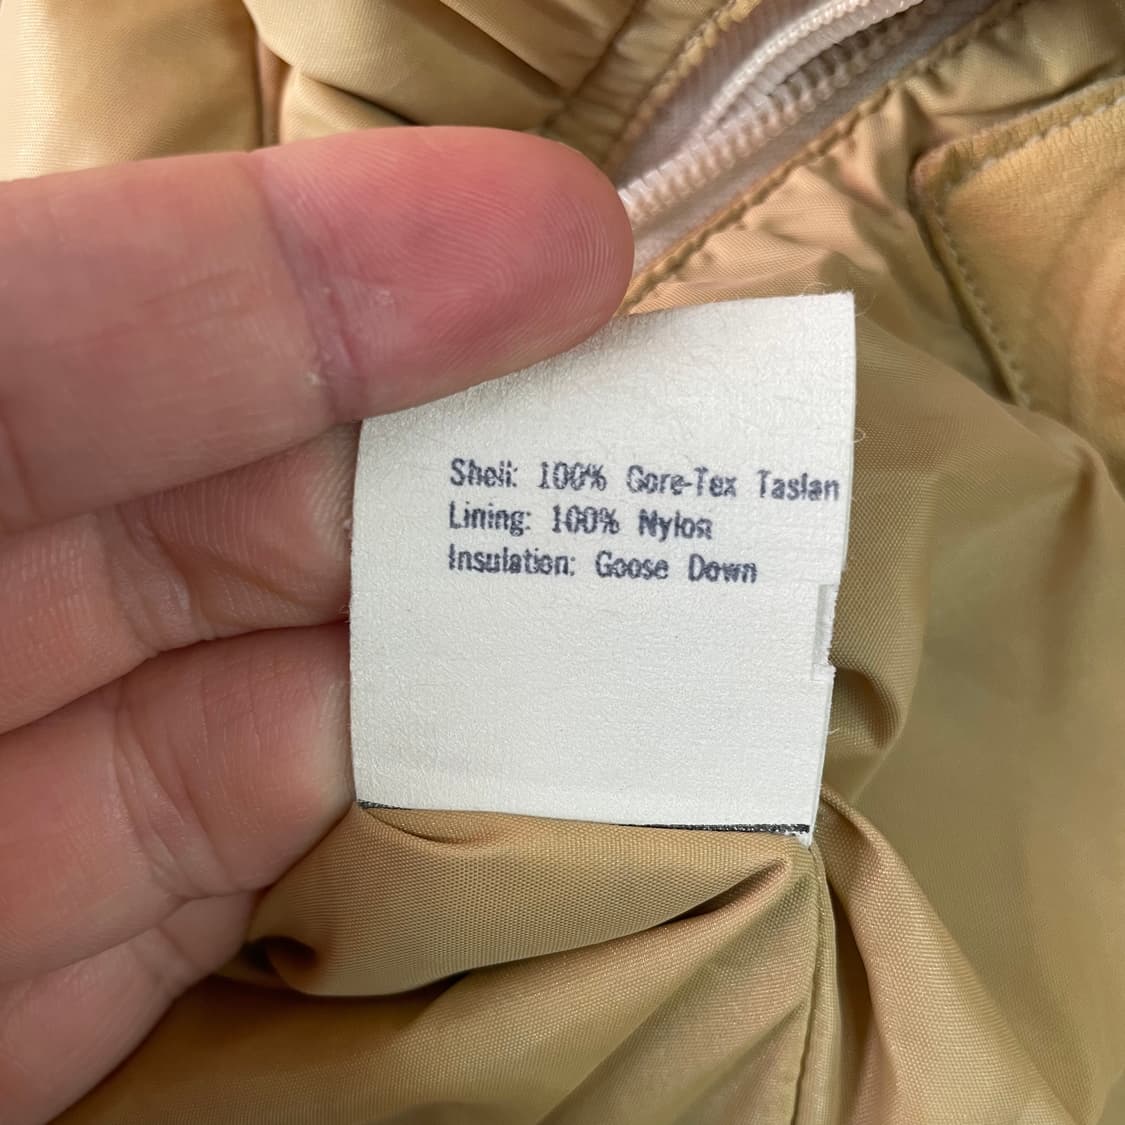 Shell: 100% Gore-Tex Taslan
Lining: 100% Nylon
Insulation: Goose Down